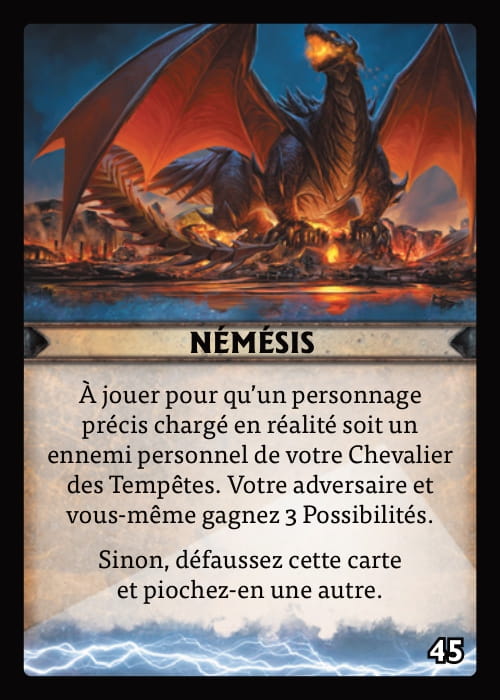 NÉMÉSIS
À jouer pour qu'un personnage
précis chargé en réalité soit un
ennemi personnel de votre Chevalier
des Tempêtes. Votre adversaire et
vous-même gagnez 3 Possibilités.
Sinon, défaussez cette carte
et piochez-en une autre.
45